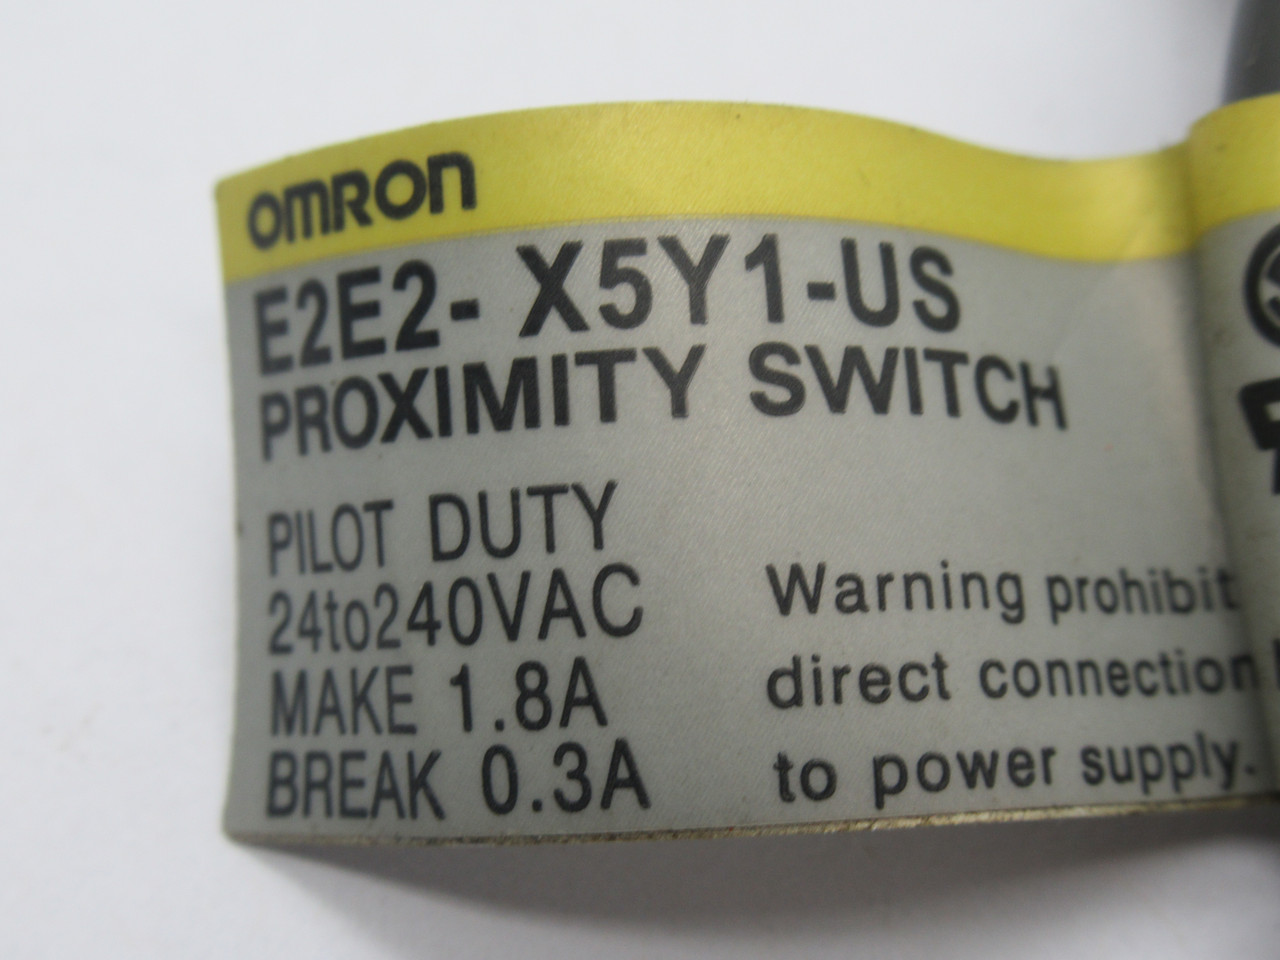 OMRON
E2E2- X5Y1-US
PROXIMITY SWITCH
PILOT DUTY
24to240VAC
MAKE 1.8A
BREAK 0.3A
Warning prohibit
direct connection
to power supply.